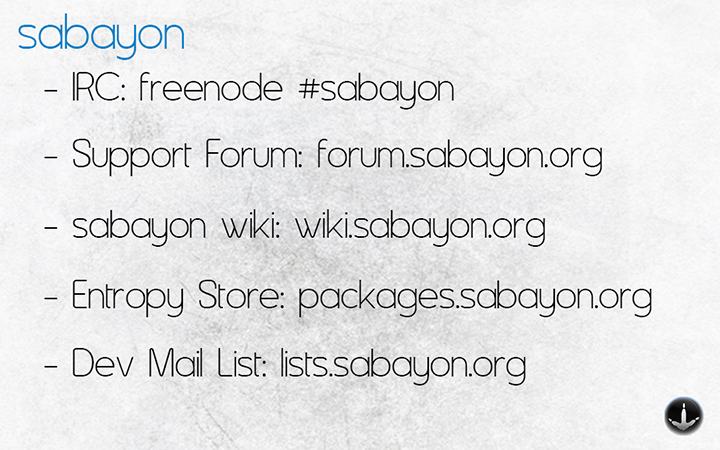 sabayon
- IRC: freenode #sabayon
- Support Forum: forum.sabayon.org
- sabayon wiki: wiki.sabayon.org
- Entropy Store: packages.sabayon.org
- Dev Mail List: lists.sabayon.org